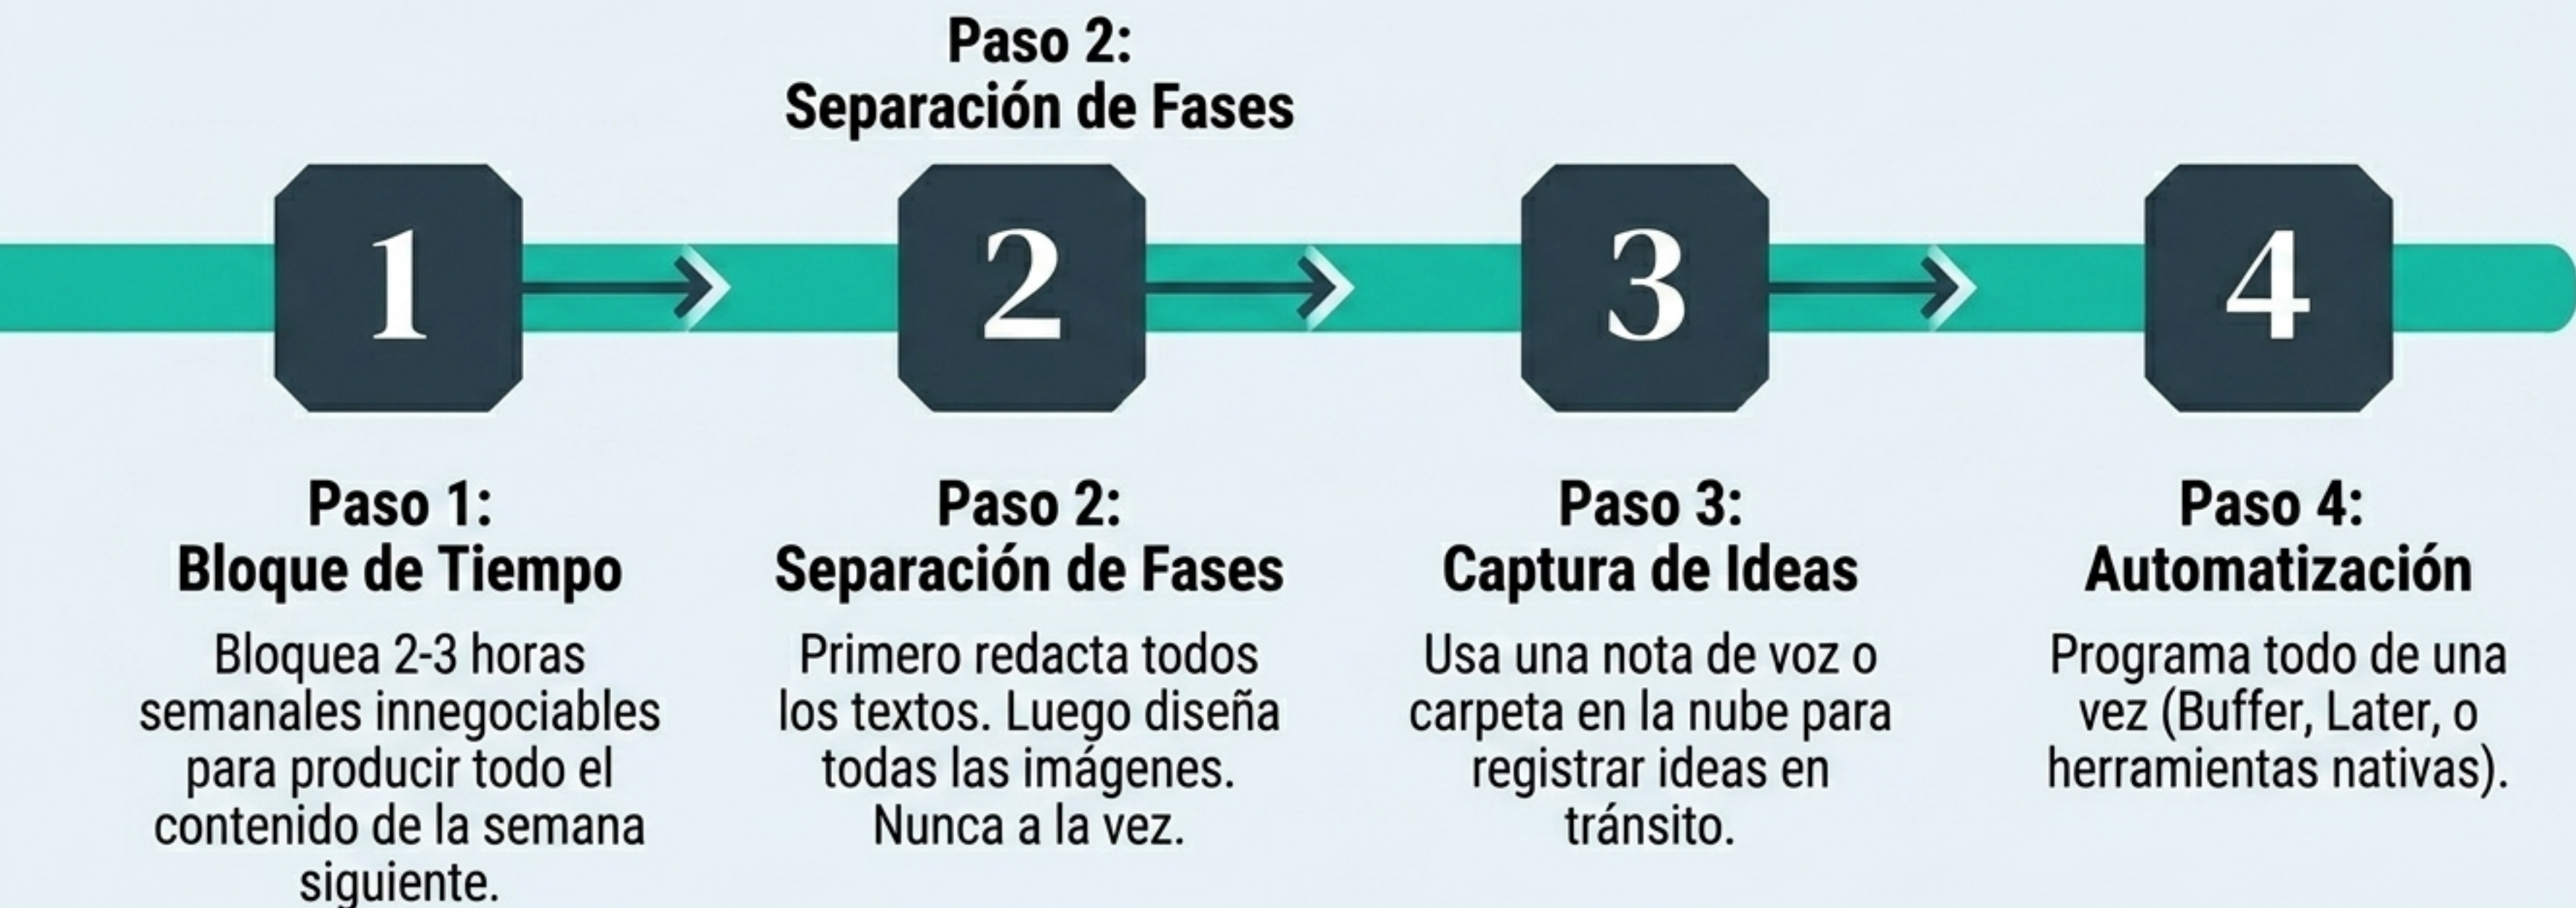 Paso 2:
Separación de Fases
1
2
3
4
Paso 1:
Bloque de Tiempo
Bloquea 2-3 horas
semanales innegociables
para producir todo el
contenido de la semana
siguiente.
Paso 2:
Separación de Fases
Primero redacta todos
los textos. Luego diseña
todas las imágenes.
Nunca a la vez.
Paso 3:
Captura de Ideas
Usa una nota de voz o
carpeta en la nube para
registrar ideas en
tránsito.
Paso 4:
Automatización
Programa todo de una
vez (Buffer, Later, o
herramientas nativas).